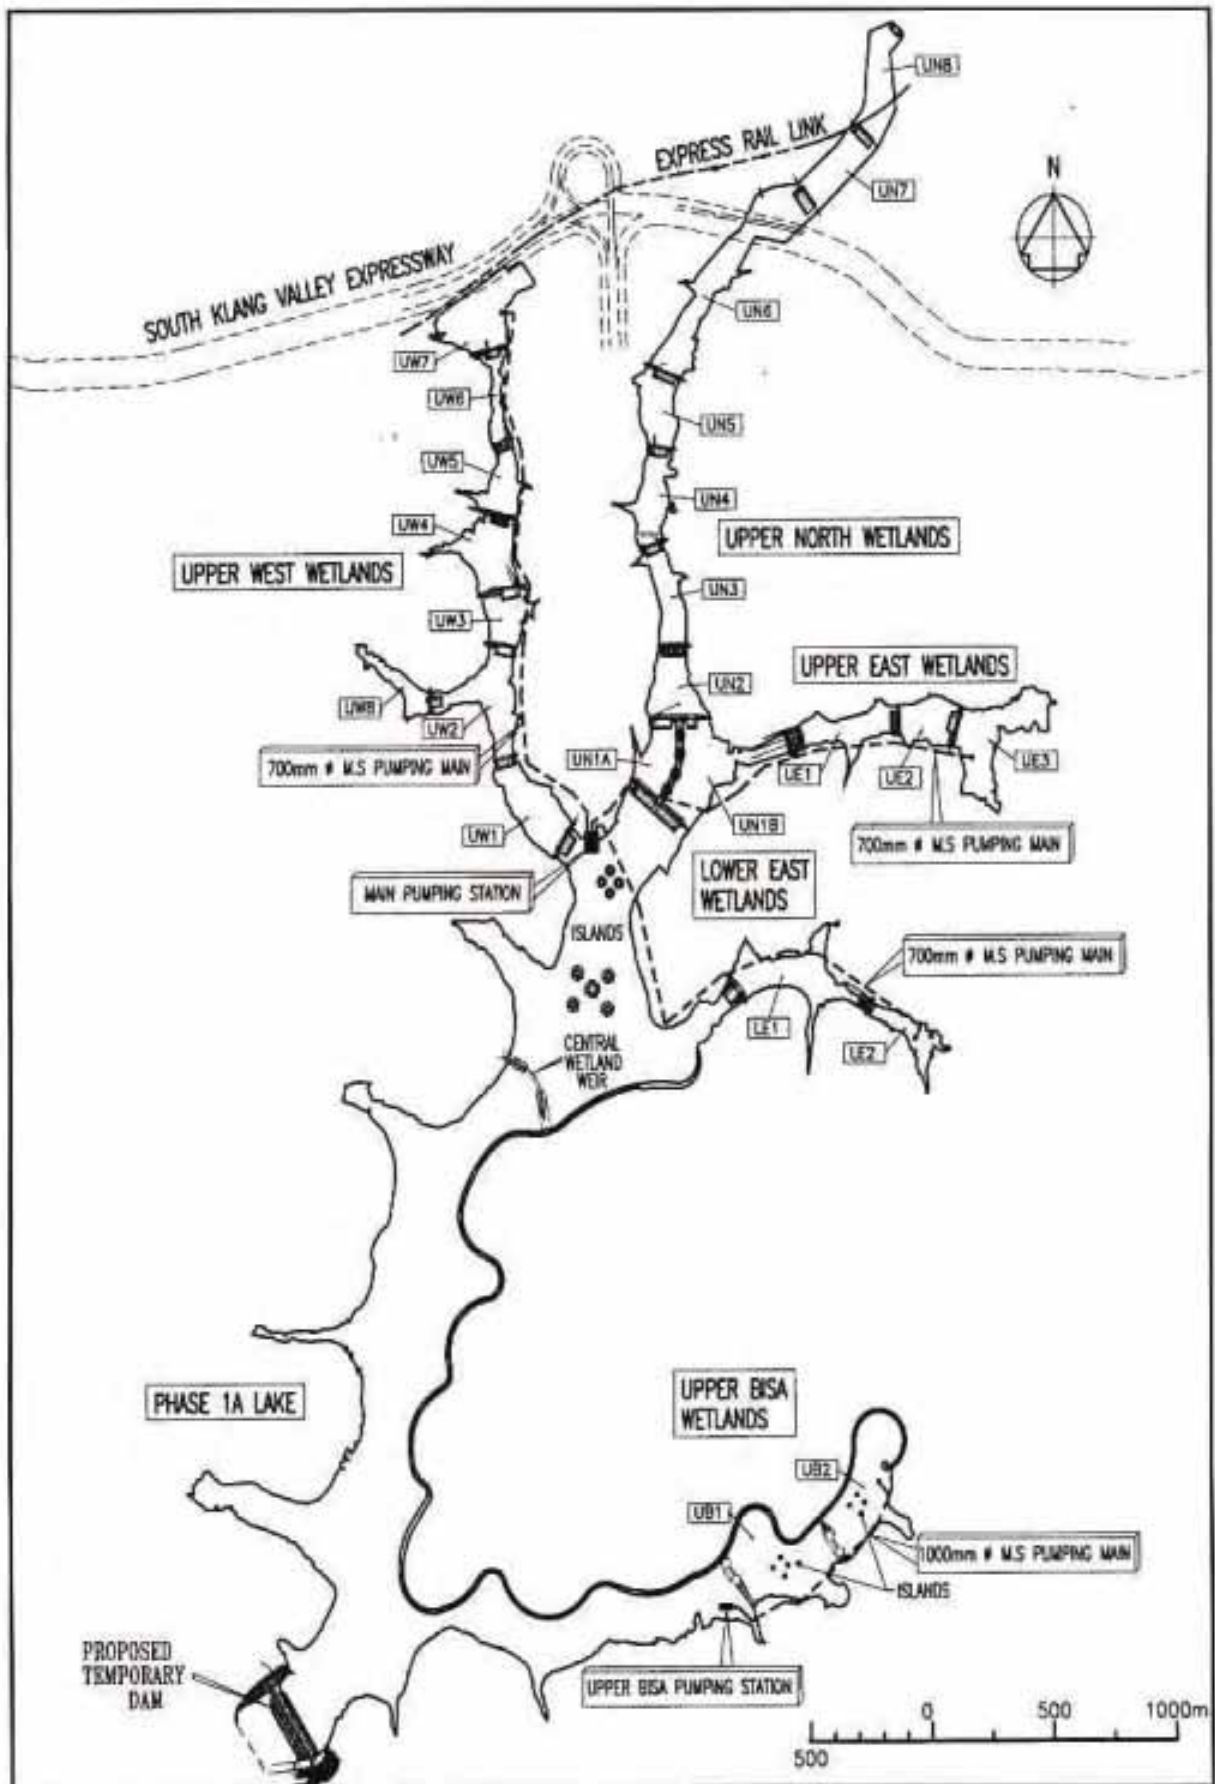 UN8
EXPRESS RAIL LINK
N
UN7
SOUTH KLANG VALLEY EXPRESSWAY
UN6
UW7
UW6
UN5
UW5
UN4
UW4
UPPER NORTH WETLANDS
UPPER WEST WETLANDS
UN3
UW3
UPPER EAST WETLANDS
UN2
UW8
UW2
700mm ø M.S PUMPING MAIN
UN1A
UE1
UE2
UE3
UW1
UN1B
700mm ø M.S PUMPING MAIN
LOWER EAST
WETLANDS
MAIN PUMPING STATION
ISLANDS
700mm ø M.S PUMPING MAIN
LE1
CENTRAL
WETLAND
WEIR
PHASE 1A LAKE
UPPER BISA
WETLANDS
UB2
UB1
1000mm ø M.S PUMPING MAIN
ISLANDS
PROPOSED
TEMPORARY
DAM
UPPER BISA PUMPING STATION
0
500
1000m
500